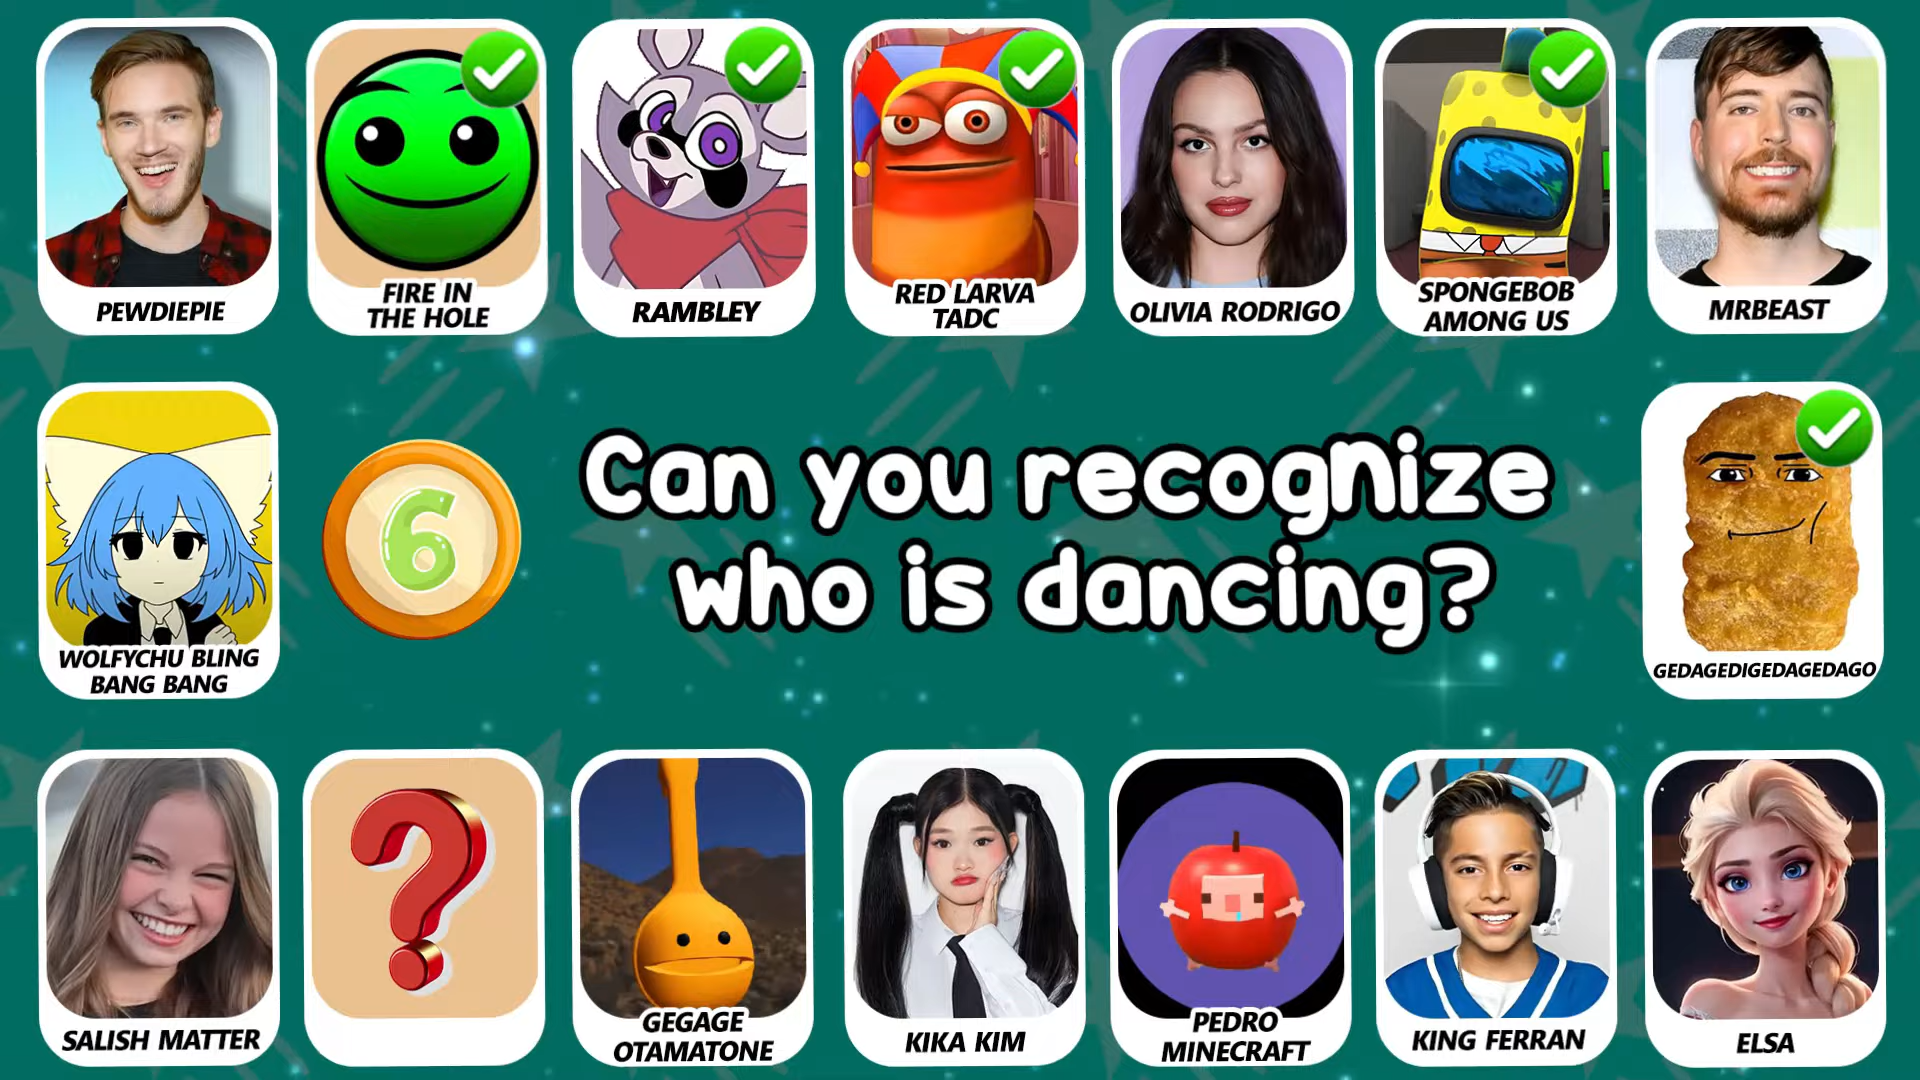 PEWDIEPIE
FIRE IN
THE HOLE
RAMBLEY
RED LARVA
TADC
OLIVIA RODRIGO
SPONGEBOB
AMONG US
MRBEAST
WOLFYCHU BLING
BANG BANG
6
Can you recognize
who is dancing?
GEDAGEDIGEDAGEDAGO
SALISH MATTER
?
GEGAGE
OTAMATONE
KIKA KIM
PEDRO
MINECRAFT
KING FERRAN
ELSA